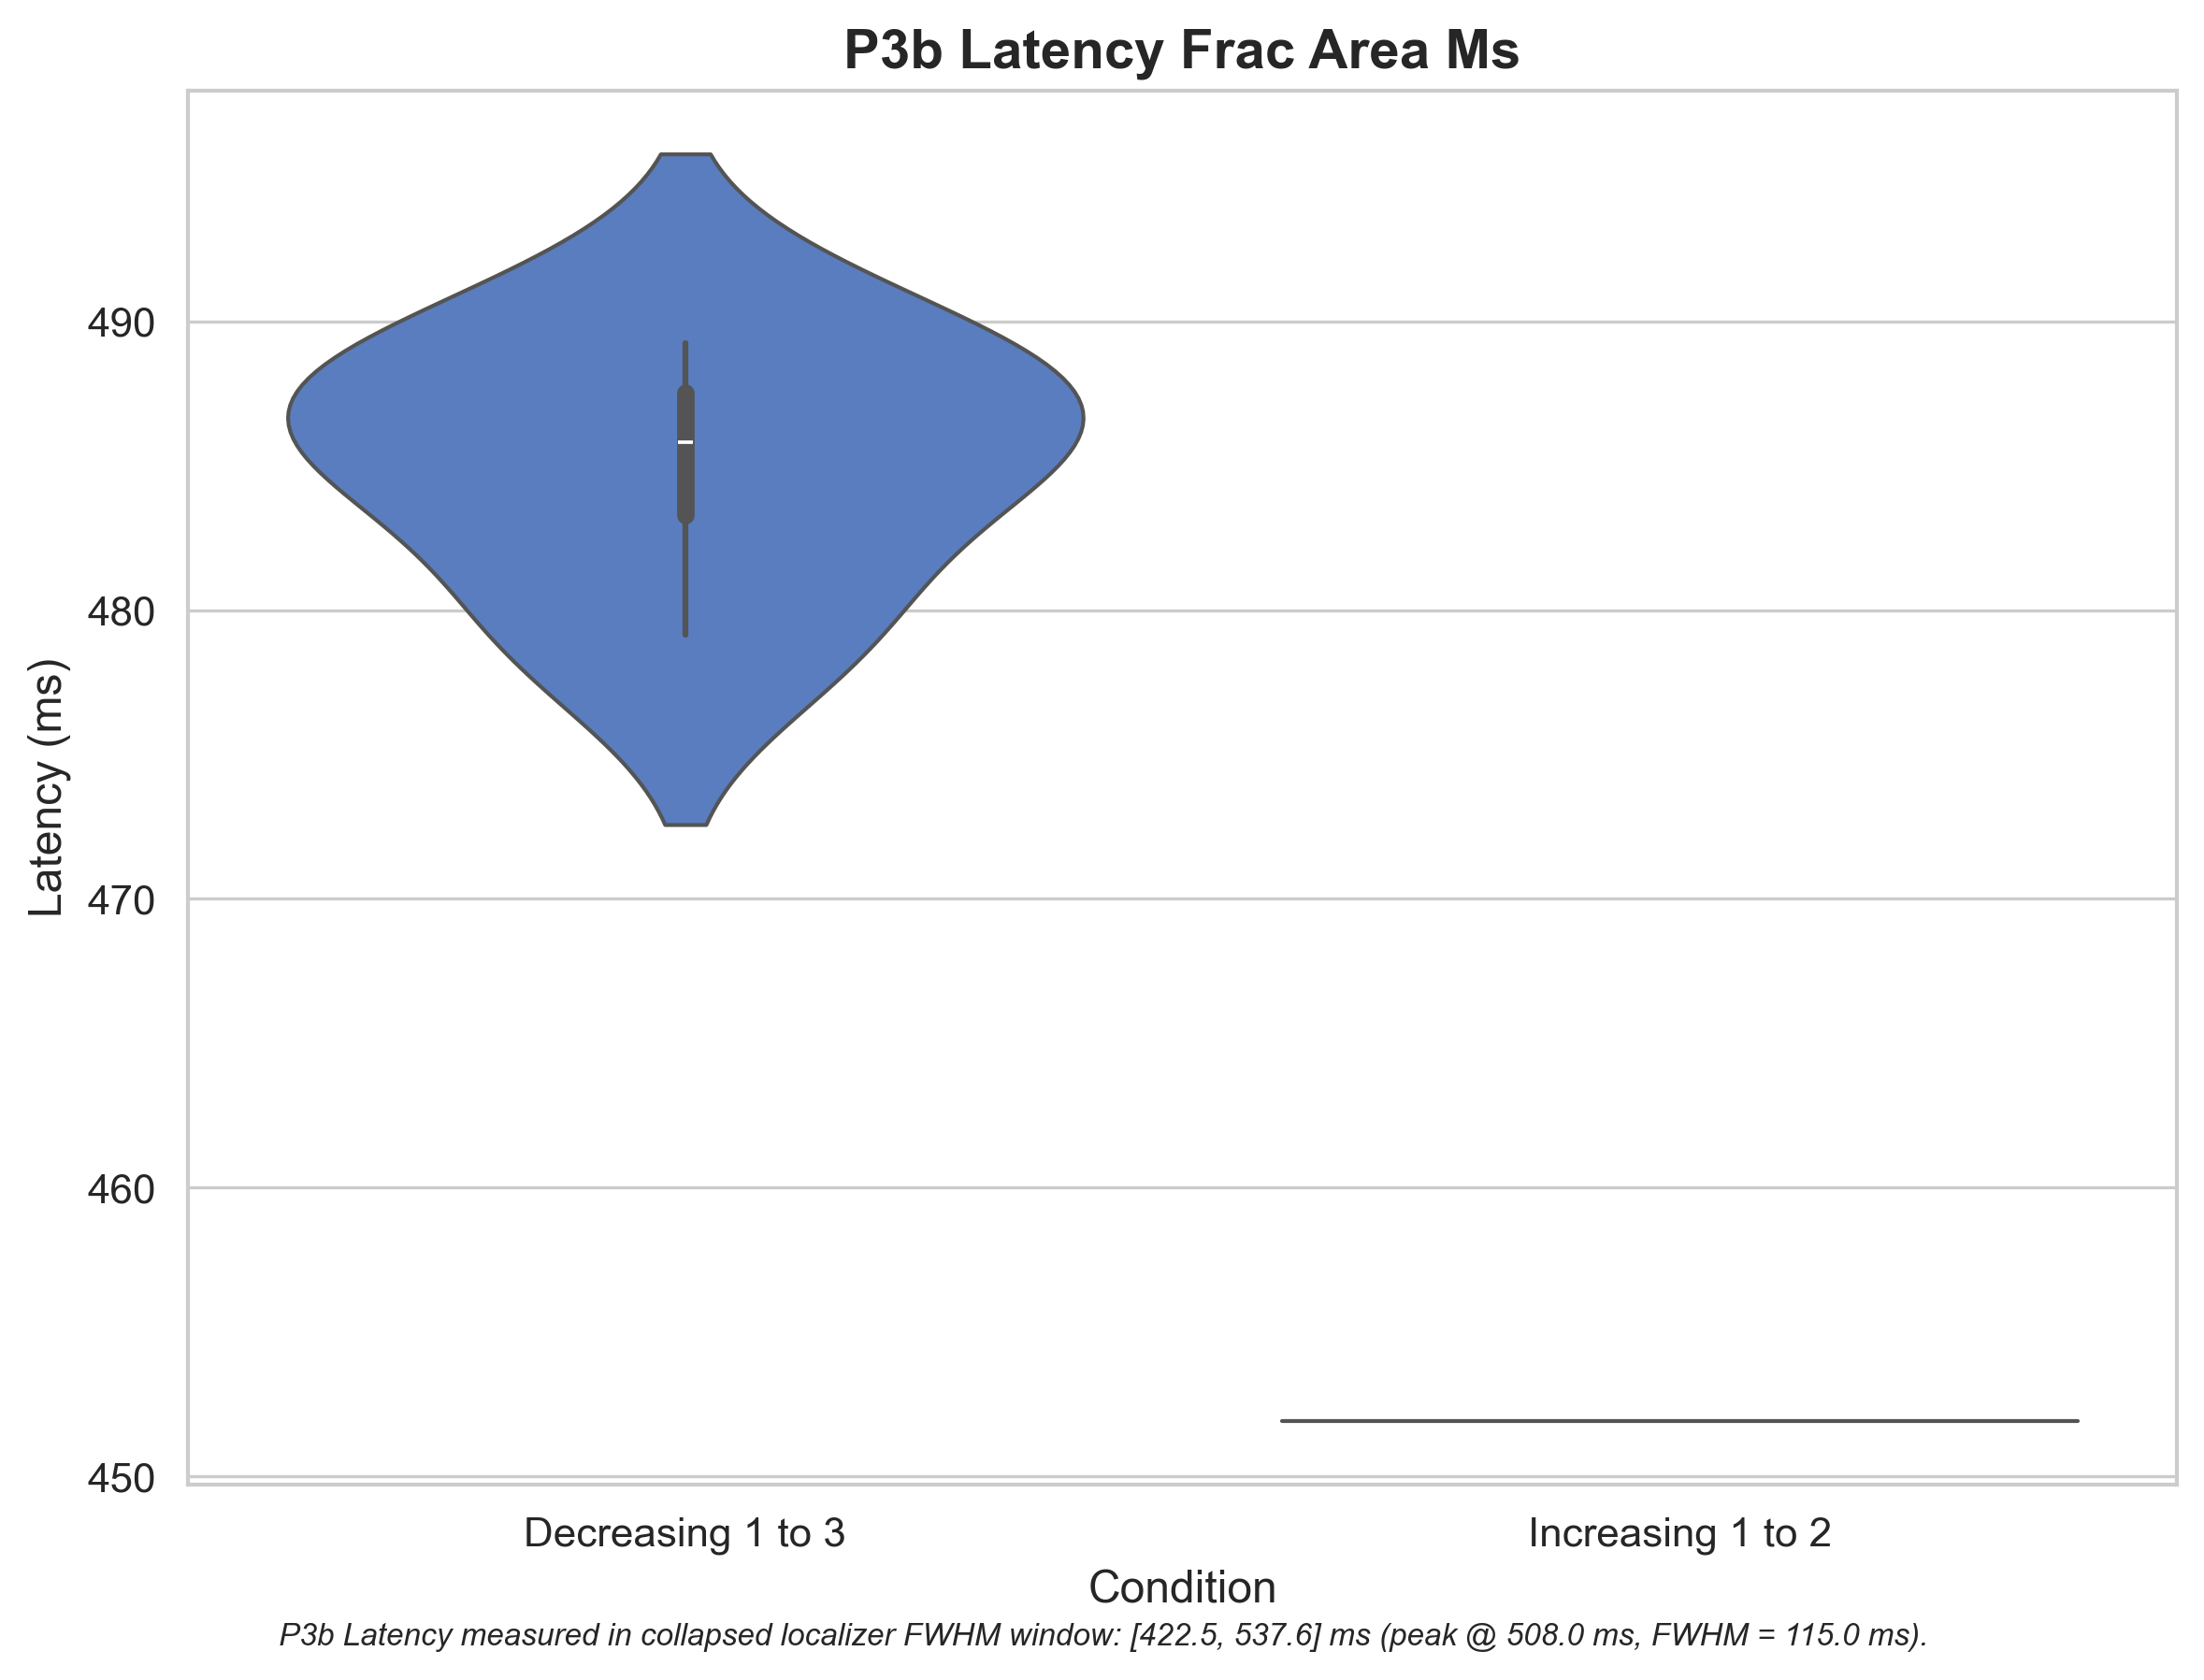 P3b Latency Frac Area Ms
Latency (ms)
490
480
470
460
450
Decreasing 1 to 3
Increasing 1 to 2
Condition
P3b Latency measured in collapsed localizer FWHM window: [422.5, 537.6] ms (peak @ 508.0 ms, FWHM = 115.0 ms).